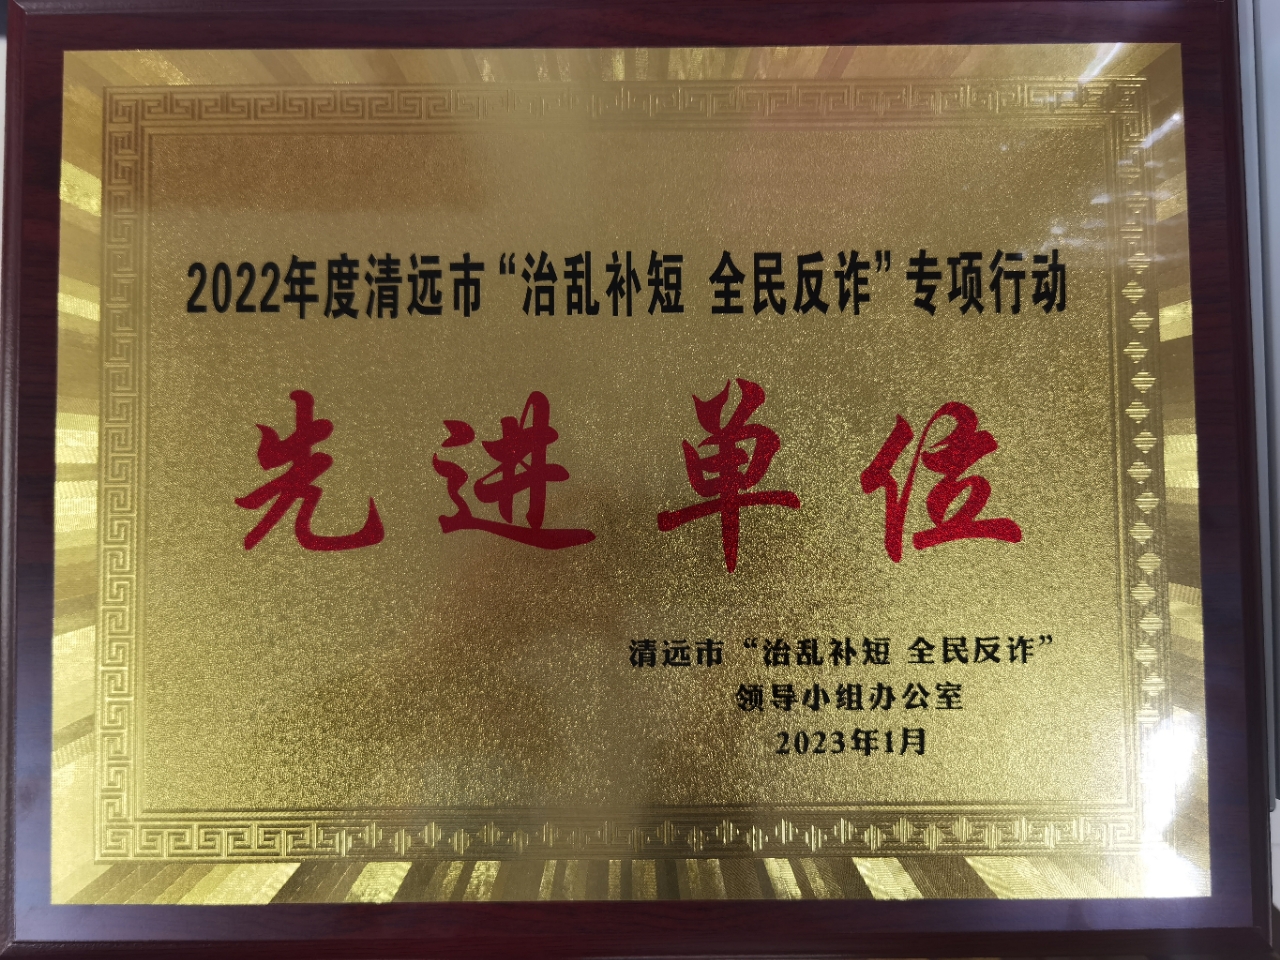 2022年度清远市“治乱补短 全民反诈”专项行动
先进单位
清远市“治乱补短 全民反诈”
领导小组办公室
2023年1月